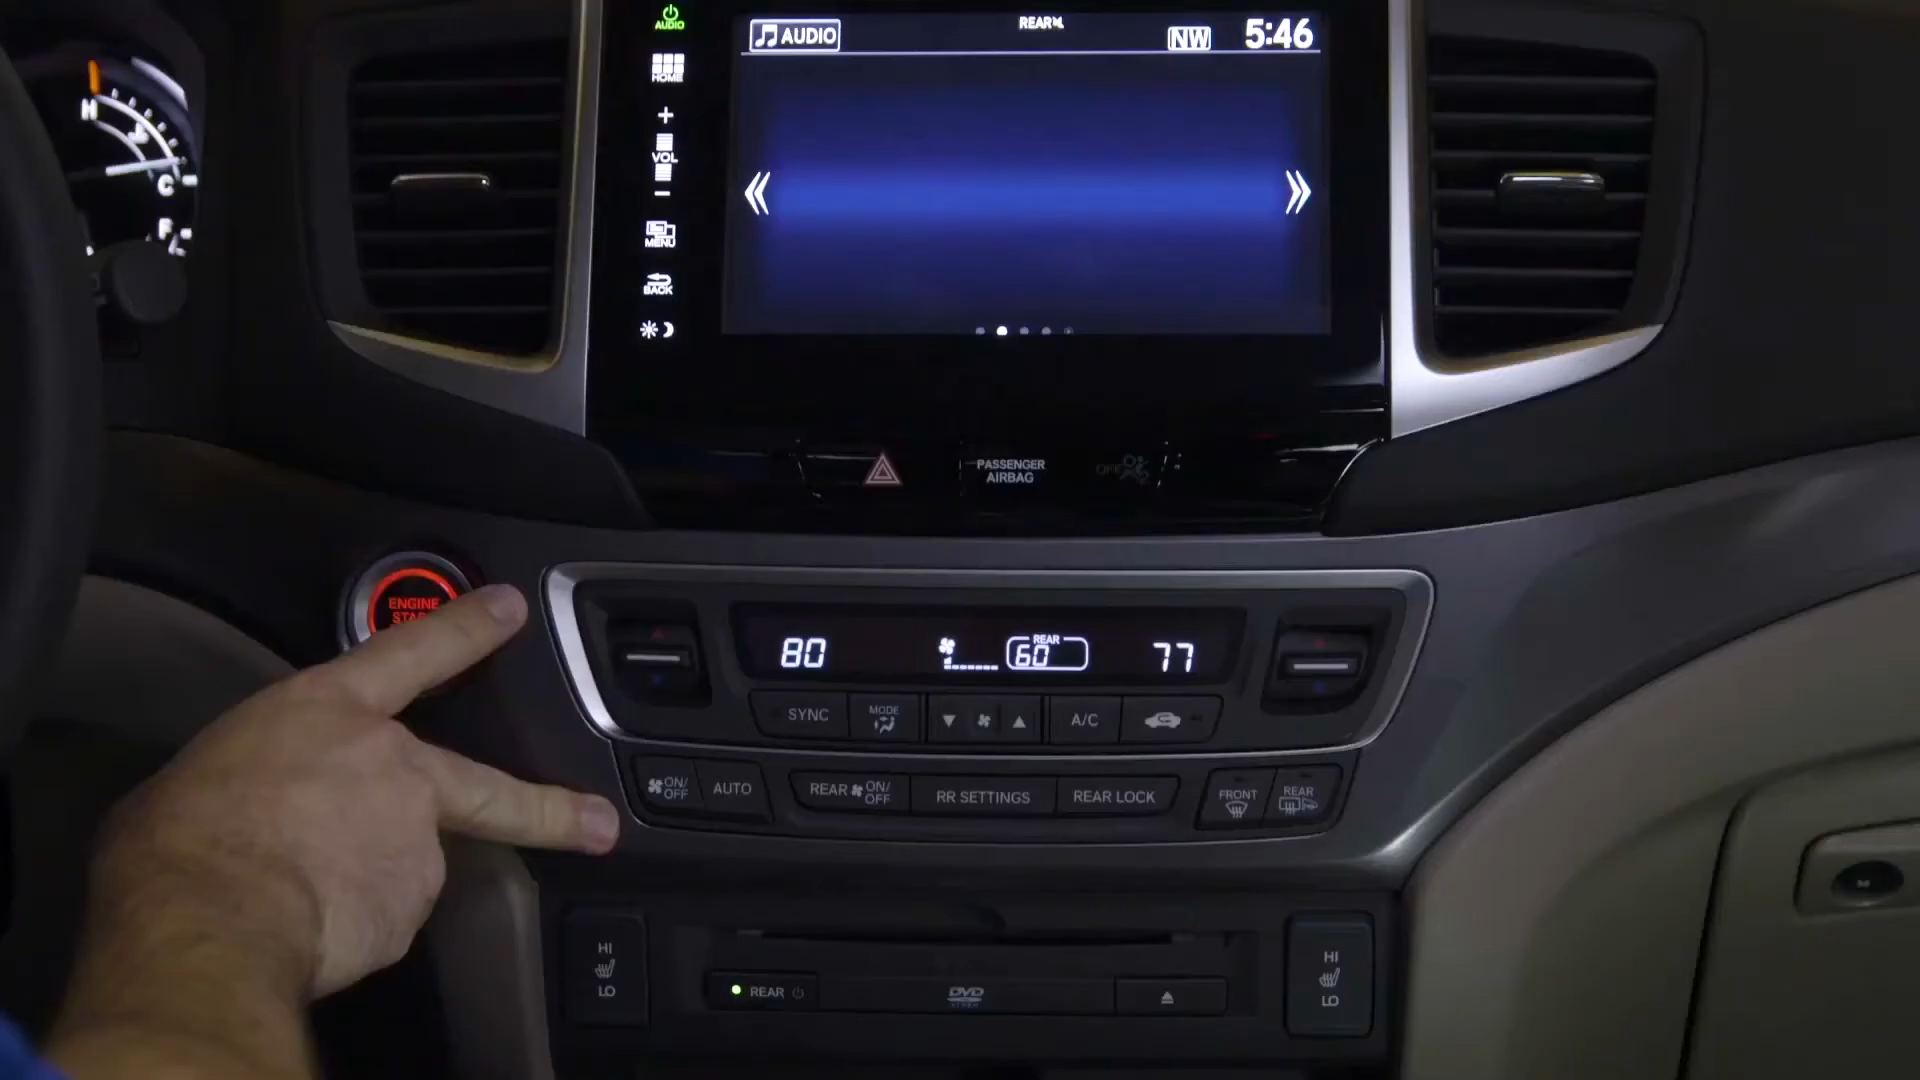 AUDIO
AUDIO
REAR
NW
5:46
HOME
VOL
MENU
BACK
H
C
F
PASSENGER
AIRBAG
OFF
ENGINE
80
REAR
60
77
SYNC
MODE
A/C
ON/
OFF
AUTO
REAR
ON/
OFF
RR SETTINGS
REAR LOCK
FRONT
REAR
HI
LO
REAR
DVD
HI
LO